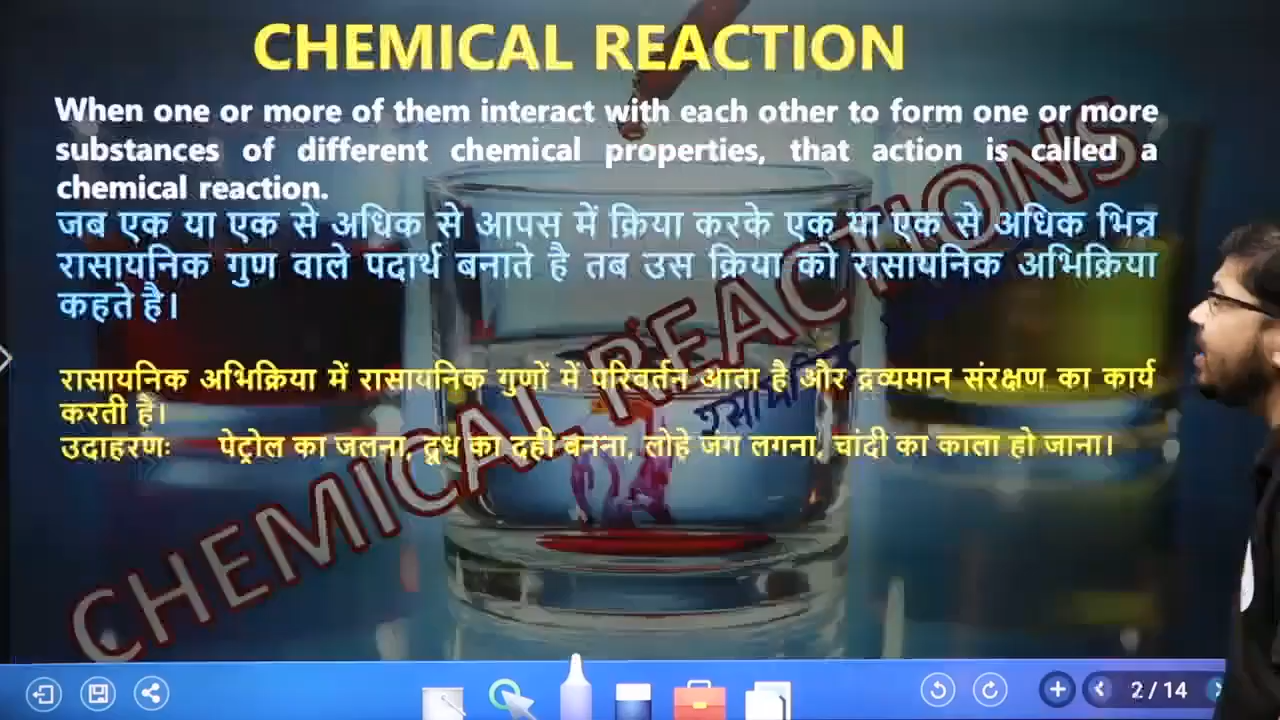 CHEMICAL REACTION
When one or more of them interact with each other to form one or more
substances of different chemical properties, that action is called a
chemical reaction.
जब एक या एक से अधिक से आपस में क्रिया करके एक या एक से अधिक भिन्न
रासायनिक गुण वाले पदार्थ बनाते है तब उस क्रिया को रासायनिक अभिक्रिया
कहते है।
रासायनिक अभिक्रिया में रासायनिक गुणों में परिवर्तन आता है और द्रव्यमान संरक्षण का कार्य
करती है।
उदाहरणः पेट्रोल का जलना, दूध का दही बनना, लोहे जंग लगना, चांदी का काला हो जाना।
CHEMICAL REACTIONS
2 / 14